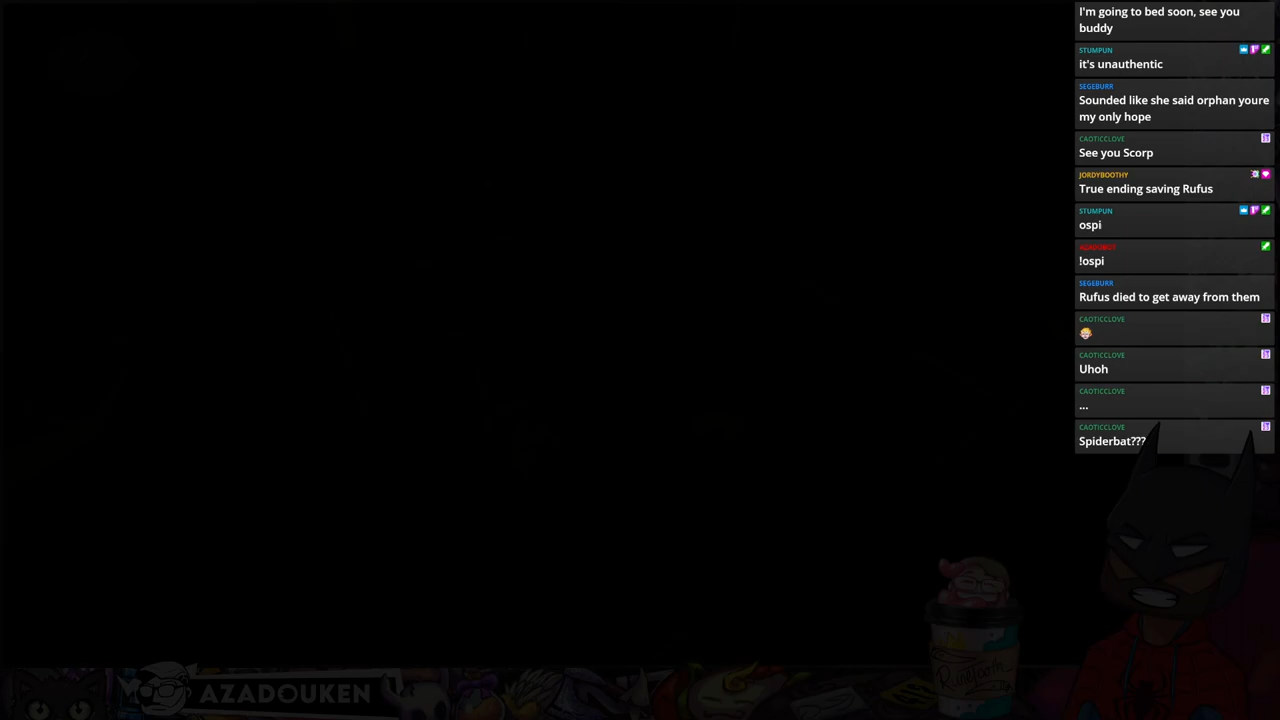 I'm going to bed soon, see you
buddy
STUMPUN
it's unauthentic
SEGEBURR
Sounded like she said orphan youre
my only hope
CAOTICCLOVE
See you Scorp
JORDYBOOTHY
True ending saving Rufus
STUMPUN
ospi
AZADUBOT
!ospi
SEGEBURR
Rufus died to get away from them
CAOTICCLOVE
CAOTICCLOVE
Uhoh
CAOTICCLOVE
...
CAOTICCLOVE
Spiderbat???
AZADOUKEN